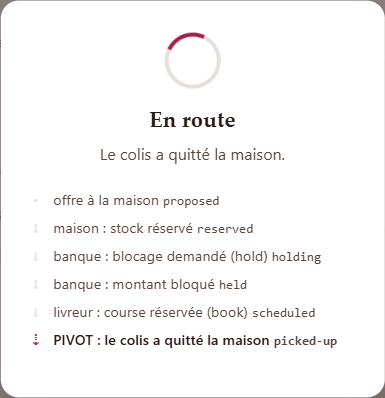 En route
Le colis a quitté la maison.
offre à la maison proposed
maison : stock réservé reserved
banque : blocage demandé (hold) holding
banque : montant bloqué held
livreur : course réservée (book) scheduled
PIVOT : le colis a quitté la maison picked-up